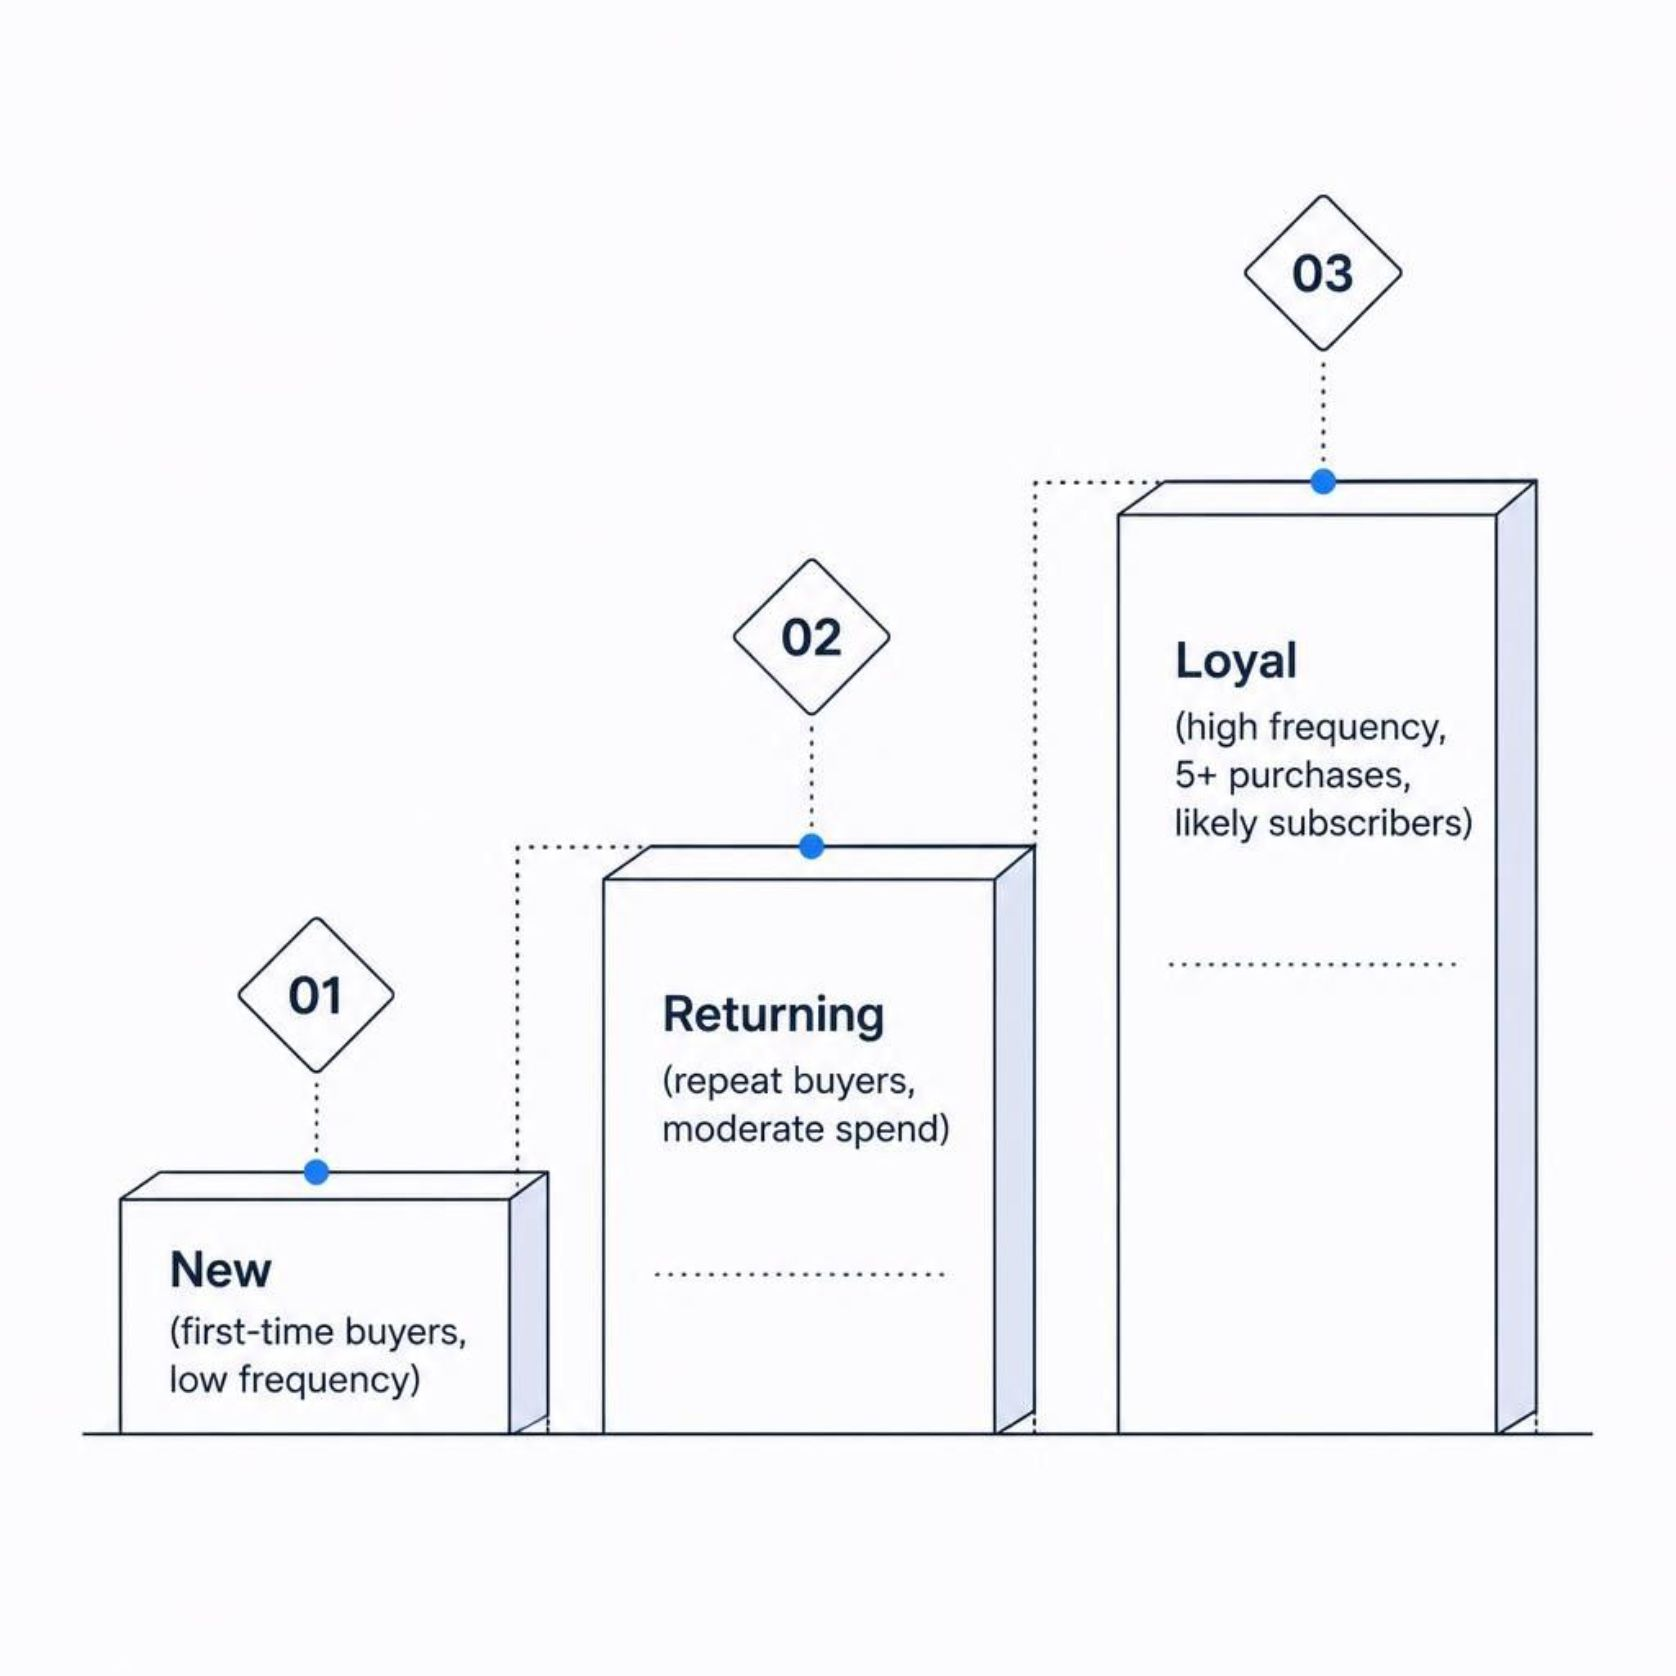 01
New
(first-time buyers,
low frequency)
02
Returning
(repeat buyers,
moderate spend)
03
Loyal
(high frequency,
5+ purchases,
likely subscribers)